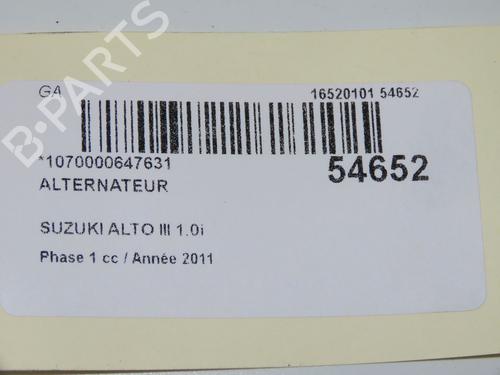 GA
16520101 54652
*1070000647631
54652
ALTERNATEUR
SUZUKI ALTO III 1.0i
Phase 1 cc / Année 2011
B-PARTS